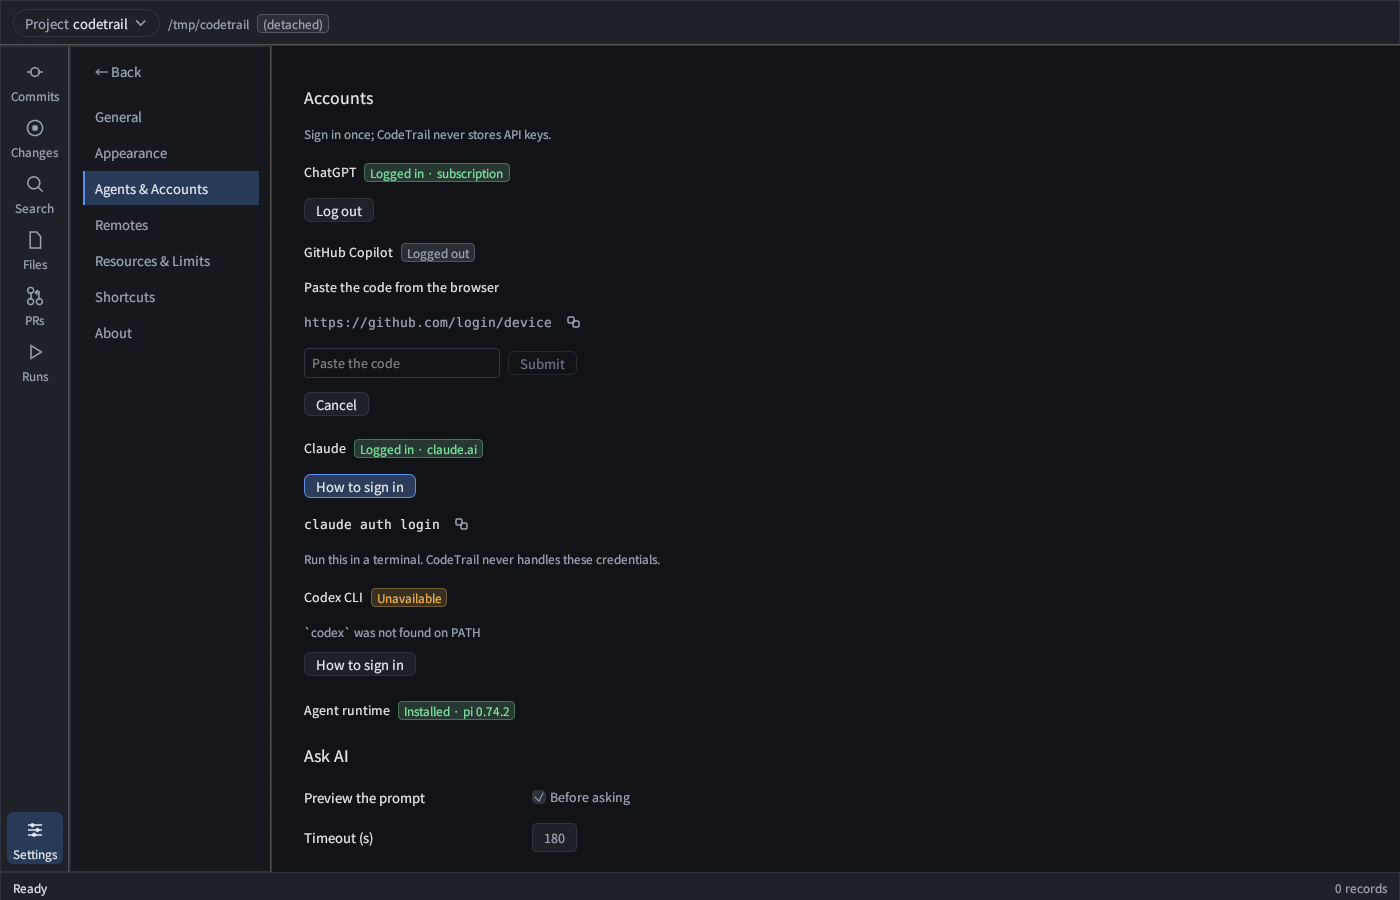 Project codetrail /tmp/codetrail (detached)
Commits
Changes
Search
Files
PRs
Runs
Settings
← Back
General
Appearance
Agents & Accounts
Remotes
Resources & Limits
Shortcuts
About
Accounts
Sign in once; CodeTrail never stores API keys.
ChatGPT Logged in · subscription
Log out
GitHub Copilot Logged out
Paste the code from the browser
https://github.com/login/device
Paste the code Submit
Cancel
Claude Logged in · claude.ai
How to sign in
claude auth login
Run this in a terminal. CodeTrail never handles these credentials.
Codex CLI Unavailable
`codex` was not found on PATH
How to sign in
Agent runtime Installed · pi 0.74.2
Ask AI
Preview the prompt Before asking
Timeout (s) 180
Ready 0 records